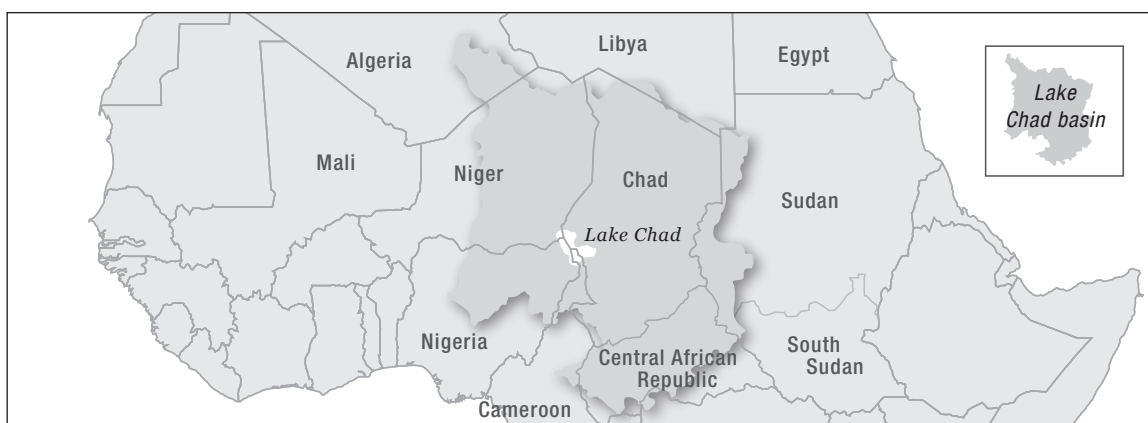 Algeria
Libya
Egypt
Lake
Chad basin
Mali
Niger
Chad
Sudan
Lake Chad
Nigeria
Central African
Republic
South
Sudan
Cameroon